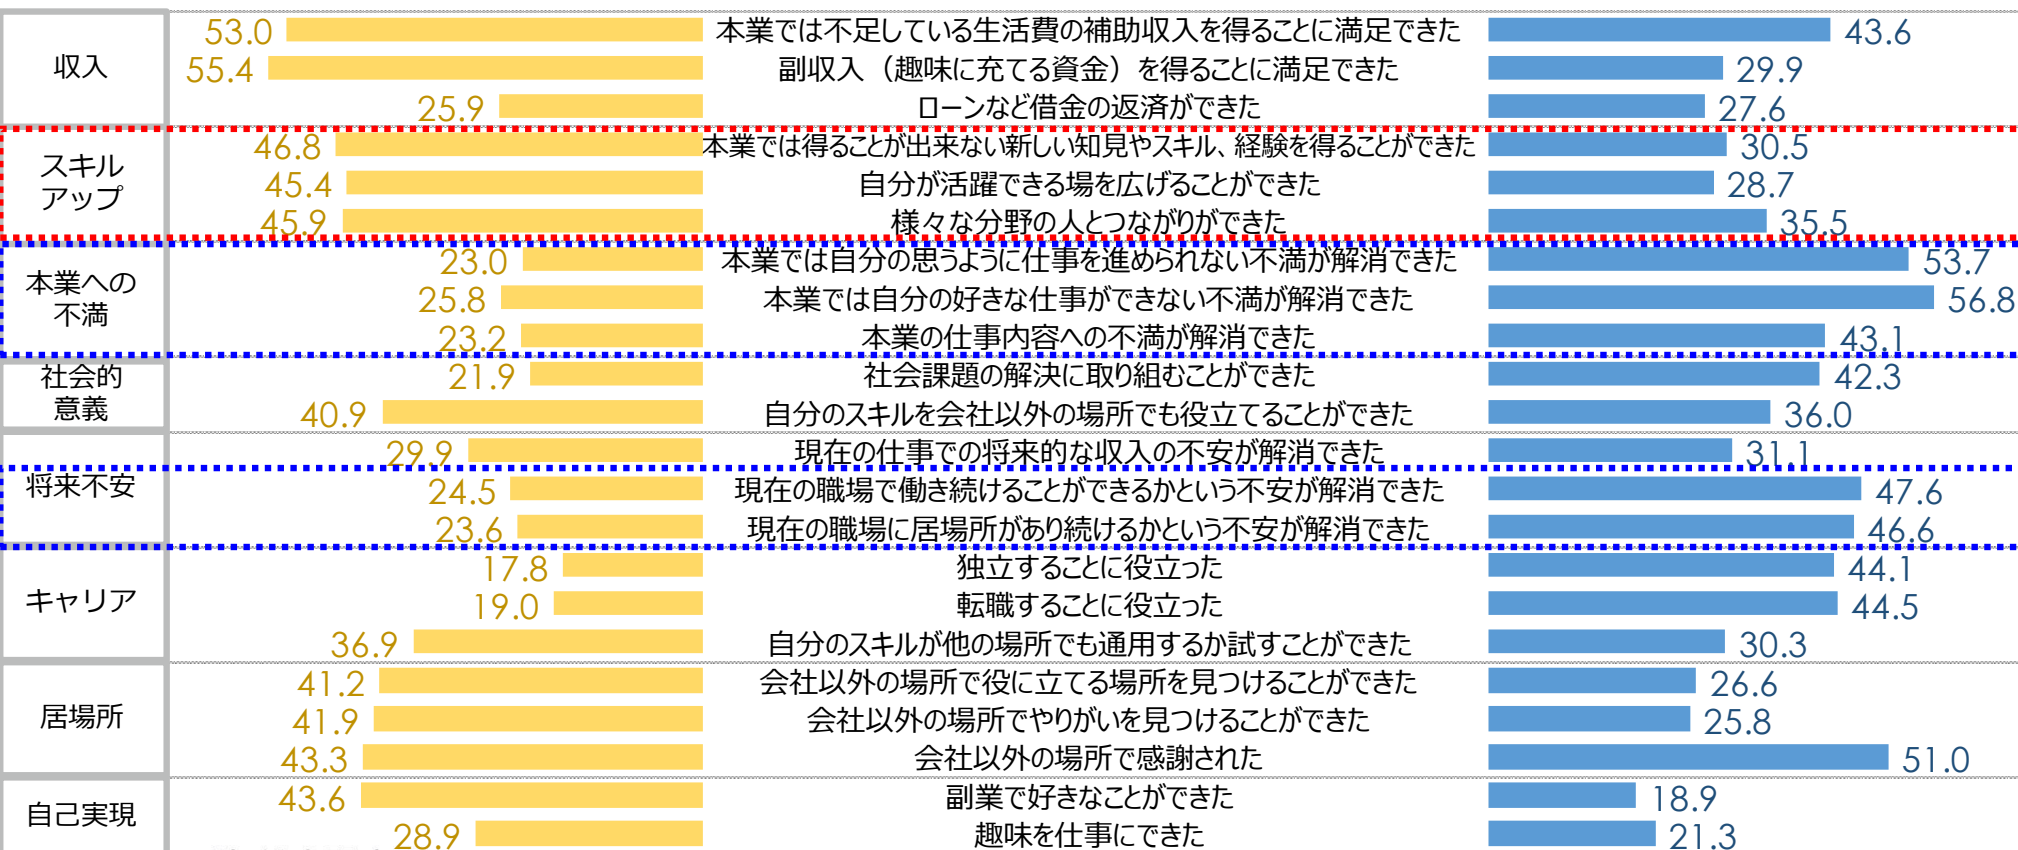 収入
53.0 本業では不足している生活費の補助収入を得ることに満足できた 43.6
55.4 副収入（趣味に充てる資金）を得ることに満足できた 29.9
25.9 ローンなど借金の返済ができた 27.6
スキル
アップ
46.8 本業では得ることが出来ない新しい知見やスキル、経験を得ることができた 30.5
45.4 自分が活躍できる場を広げることができた 28.7
45.9 様々な分野の人とつながりができた 35.5
本業への
不満
23.0 本業では自分の思うように仕事を進められない不満が解消できた 53.7
25.8 本業では自分の好きな仕事ができない不満が解消できた 56.8
23.2 本業の仕事内容への不満が解消できた 43.1
社会的
意義
21.9 社会課題の解決に取り組むことができた 42.3
40.9 自分のスキルを会社以外の場所でも役立てることができた 36.0
将来不安
29.9 現在の仕事での将来的な収入の不安が解消できた 31.1
24.5 現在の職場で働き続けることができるかという不安が解消できた 47.6
23.6 現在の職場に居場所があり続けるかという不安が解消できた 46.6
キャリア
17.8 独立することに役立った 44.1
19.0 転職することに役立った 44.5
36.9 自分のスキルが他の場所でも通用するか試すことができた 30.3
居場所
41.2 会社以外の場所で役に立てる場所を見つけることができた 26.6
41.9 会社以外の場所でやりがいを見つけることができた 25.8
43.3 会社以外の場所で感謝された 51.0
自己実現
43.6 副業で好きなことができた 18.9
28.9 趣味を仕事にできた 21.3